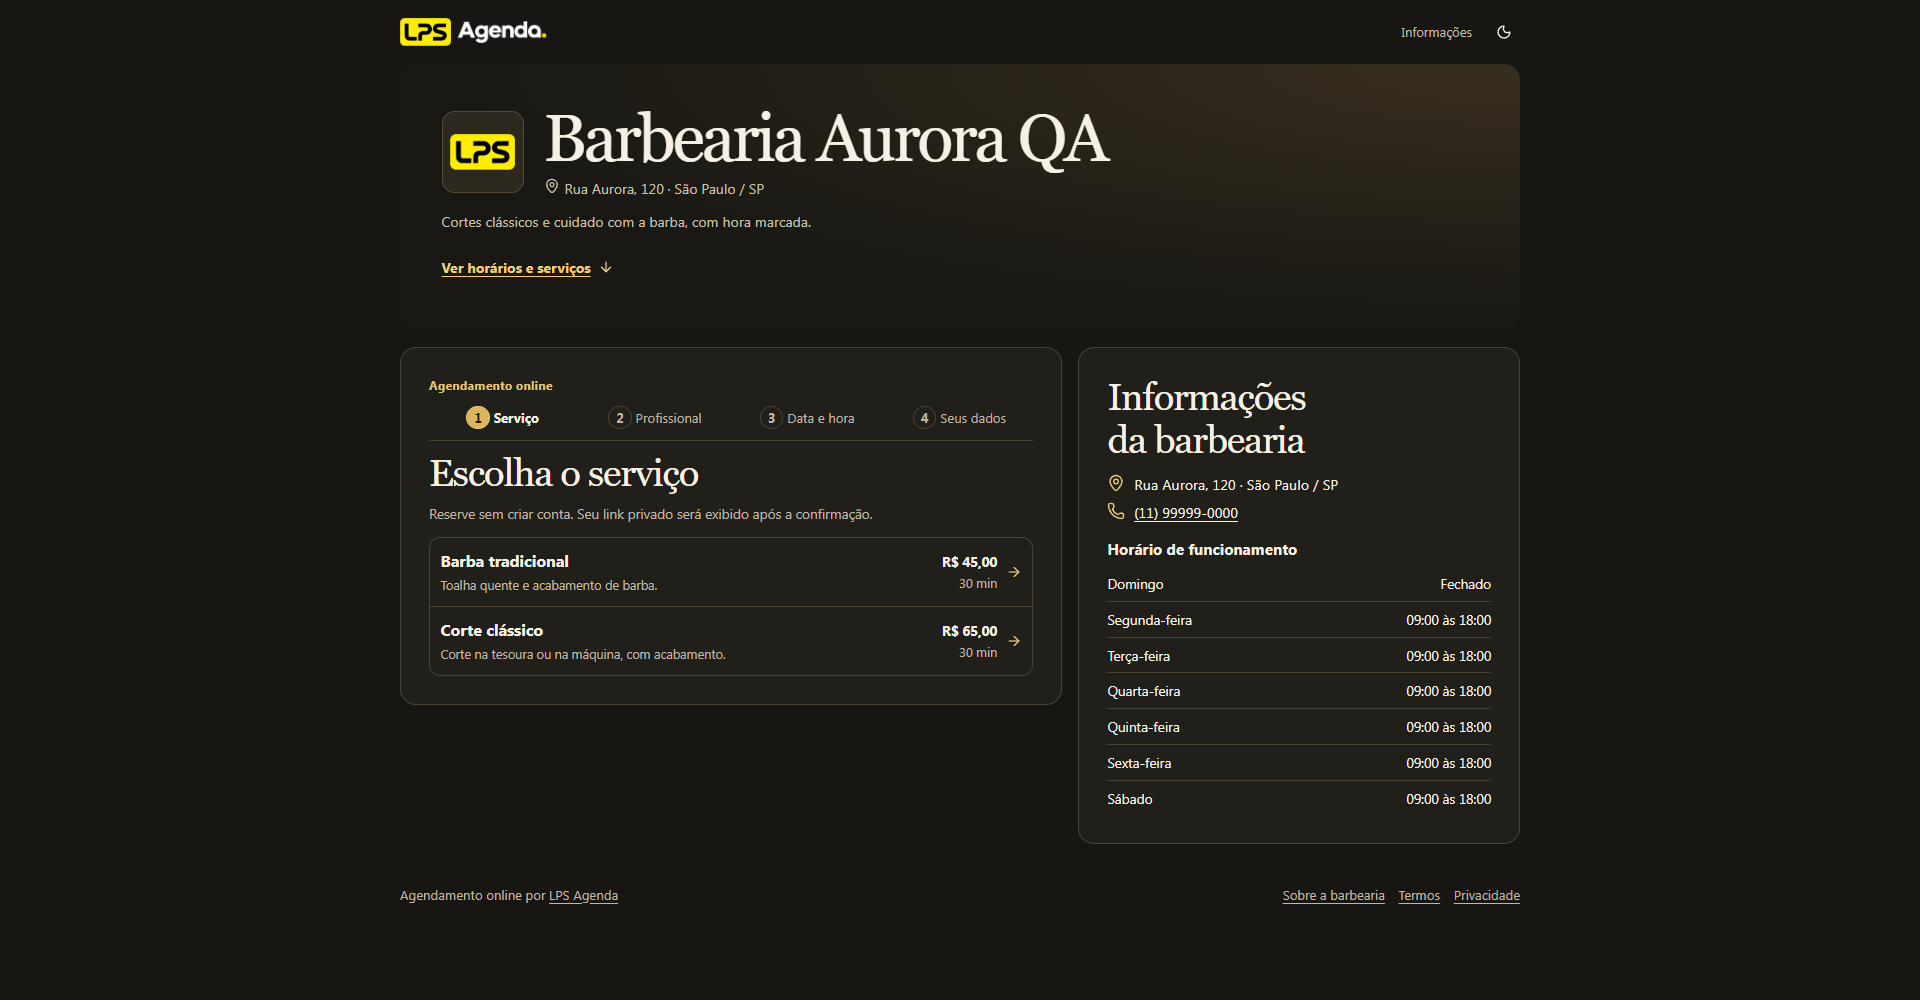 LPS Agenda.
Informações
LPS
Barbearia Aurora QA
Rua Aurora, 120 · São Paulo / SP
Cortes clássicos e cuidado com a barba, com hora marcada.
Ver horários e serviços
Agendamento online
1 Serviço
2 Profissional
3 Data e hora
4 Seus dados
Escolha o serviço
Reserve sem criar conta. Seu link privado será exibido após a confirmação.
Barba tradicional
R$ 45,00
Toalha quente e acabamento de barba.
30 min
Corte clássico
R$ 65,00
Corte na tesoura ou na máquina, com acabamento.
30 min
Informações
da barbearia
Rua Aurora, 120 · São Paulo / SP
(11) 99999-0000
Horário de funcionamento
Domingo Fechado
Segunda-feira 09:00 às 18:00
Terça-feira 09:00 às 18:00
Quarta-feira 09:00 às 18:00
Quinta-feira 09:00 às 18:00
Sexta-feira 09:00 às 18:00
Sábado 09:00 às 18:00
Agendamento online por LPS Agenda
Sobre a barbearia Termos Privacidade